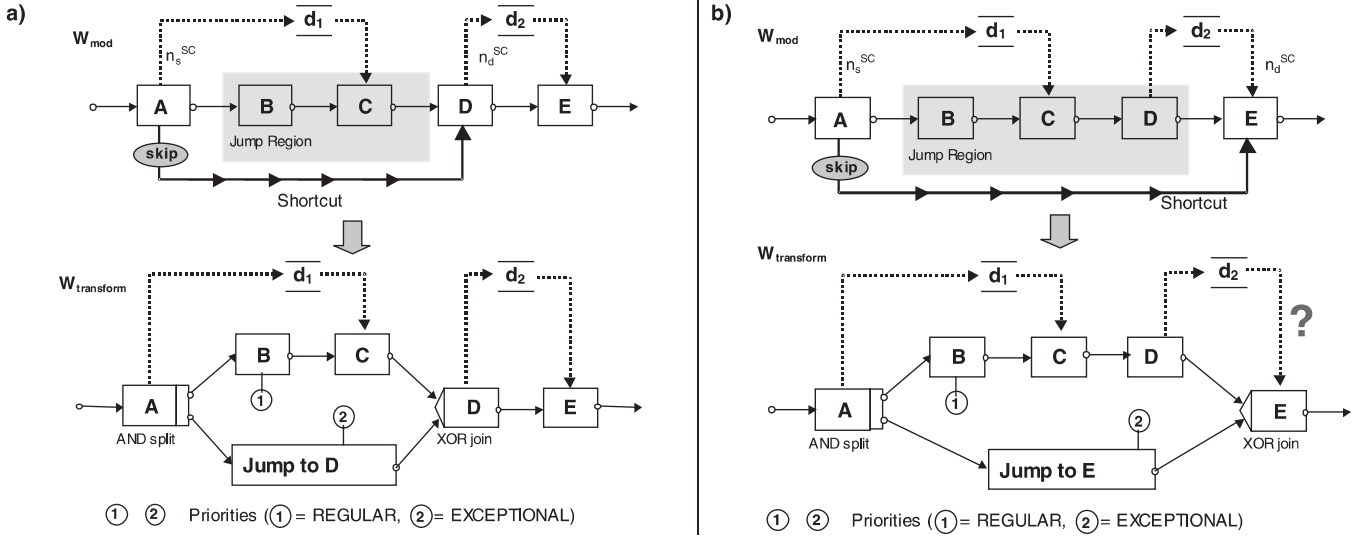 a)
W_mod
d₁
d₂
n_s^SC
n_d^SC
A
B
C
D
E
Jump Region
skip
Shortcut
W_transform
d₁
d₂
B
C
①
A
D
E
AND split
②
XOR join
Jump to D
① ② Priorities (① = REGULAR, ② = EXCEPTIONAL)
b)
W_mod
d₁
d₂
n_s^SC
n_d^SC
A
B
C
D
E
Jump Region
skip
Shortcut
W_transform
d₁
d₂
?
B
C
D
①
A
E
AND split
②
XOR join
Jump to E
① ② Priorities (① = REGULAR, ② = EXCEPTIONAL)